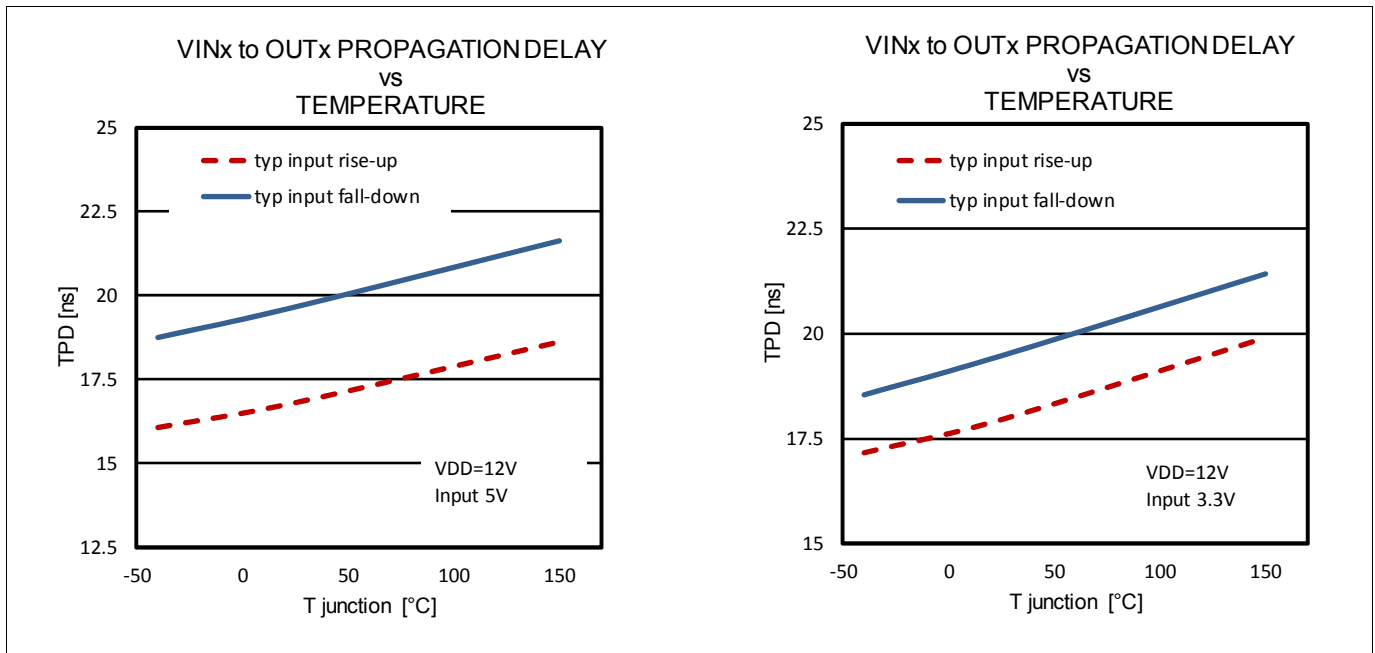 VINx to OUTx PROPAGATION DELAY
vs
TEMPERATURE
25
22.5
20
17.5
15
12.5
TPD [ns]
typ input rise-up
typ input fall-down
VDD=12V
Input 5V
-50
0
50
100
150
T junction [°C]
VINx to OUTx PROPAGATION DELAY
vs
TEMPERATURE
25
22.5
20
17.5
15
TPD [ns]
typ input rise-up
typ input fall-down
VDD=12V
Input 3.3V
-50
0
50
100
150
T junction [°C]